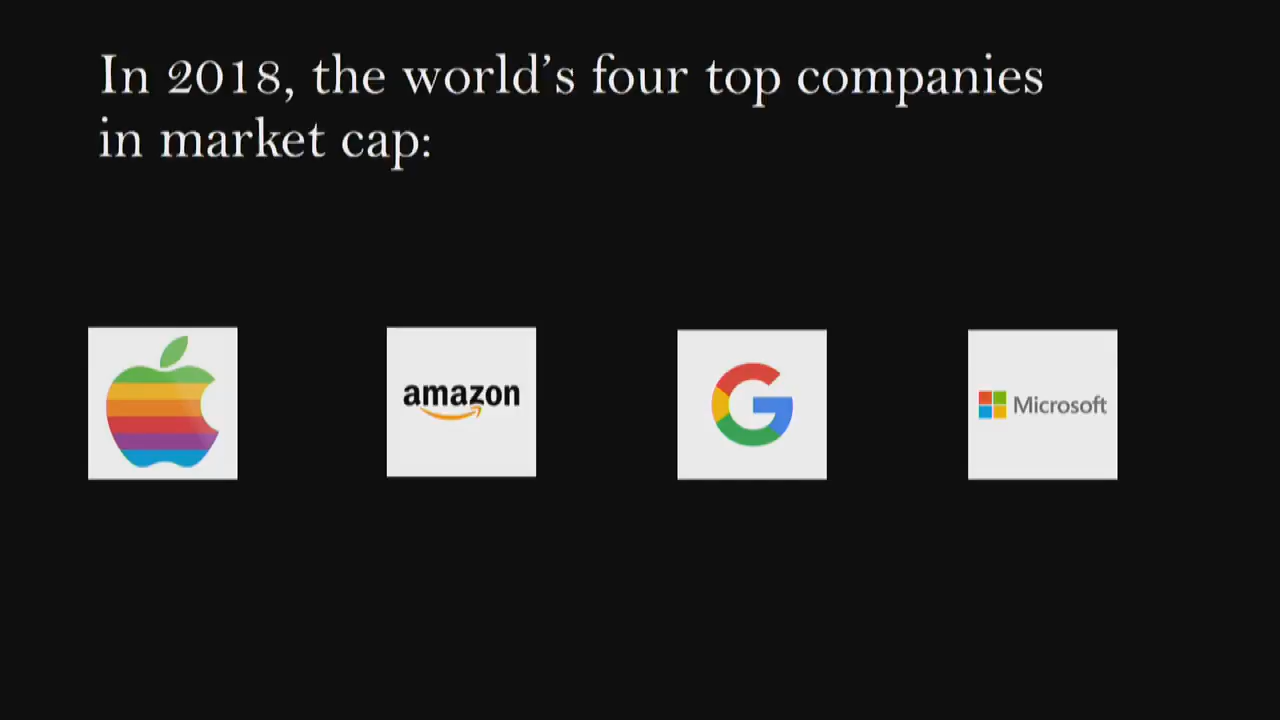 In 2018, the world’s four top companies
in market cap:
amazon
G
Microsoft